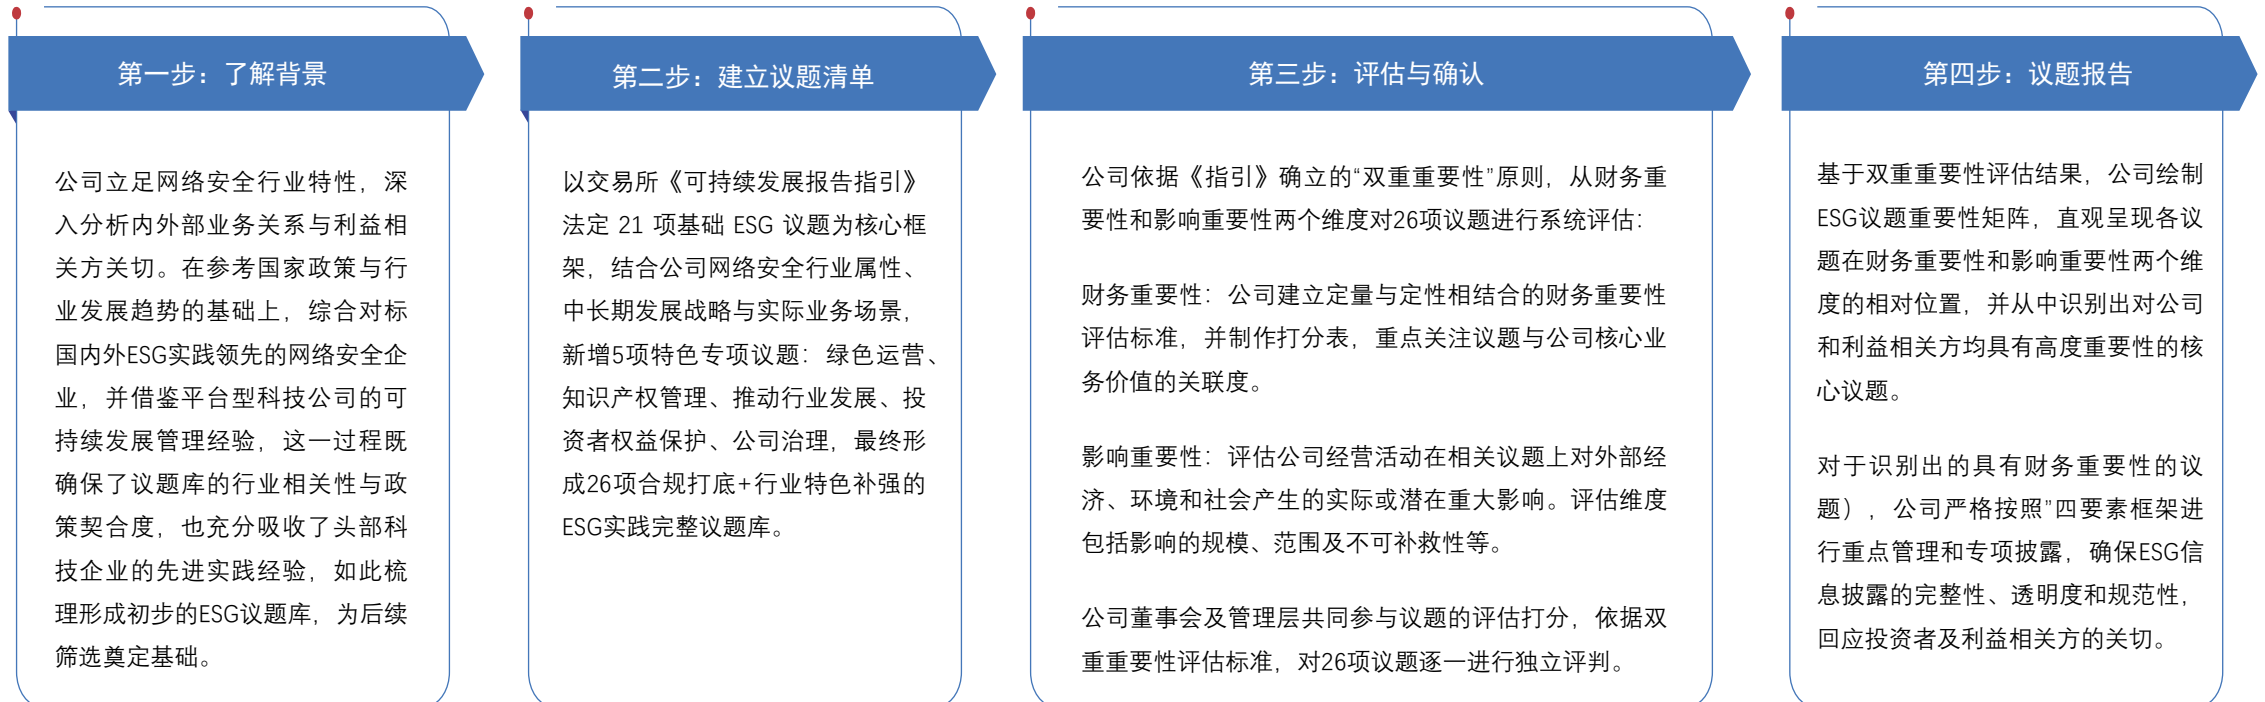 第一步：了解背景
公司立足网络安全行业特性，深
入分析内外部业务关系与利益相
关方关切。在参考国家政策与行
业发展趋势的基础上，综合对标
国内外ESG实践领先的网络安全企
业，并借鉴平台型科技公司的可
持续发展管理经验，这一过程既
确保了议题库的行业相关性与政
策契合度，也充分吸收了头部科
技企业的先进实践经验，如此梳
理形成初步的ESG议题库，为后续
筛选奠定基础。
第二步：建立议题清单
以交易所《可持续发展报告指引》
法定 21 项基础 ESG 议题为核心框
架，结合公司网络安全行业属性、
中长期发展战略与实际业务场景，
新增5项特色专项议题：绿色运营、
知识产权管理、推动行业发展、投
资者权益保护、公司治理，最终形
成26项合规打底+行业特色补强的
ESG实践完整议题库。
第三步：评估与确认
公司依据《指引》确立的“双重重要性”原则，从财务重
要性和影响重要性两个维度对26项议题进行系统评估：
财务重要性：公司建立定量与定性相结合的财务重要性
评估标准，并制作打分表，重点关注议题与公司核心业
务价值的关联度。
影响重要性：评估公司经营活动在相关议题上对外部经
济、环境和社会产生的实际或潜在重大影响。评估维度
包括影响的规模、范围及不可补救性等。
公司董事会及管理层共同参与议题的评估打分，依据双
重重要性评估标准，对26项议题逐一进行独立评判。
第四步：议题报告
基于双重重要性评估结果，公司绘制
ESG议题重要性矩阵，直观呈现各议
题在财务重要性和影响重要性两个维
度的相对位置，并从中识别出对公司
和利益相关方均具有高度重要性的核
心议题。
对于识别出的具有财务重要性的议
题），公司严格按照”四要素框架进
行重点管理和专项披露，确保ESG信
息披露的完整性、透明度和规范性，
回应投资者及利益相关方的关切。